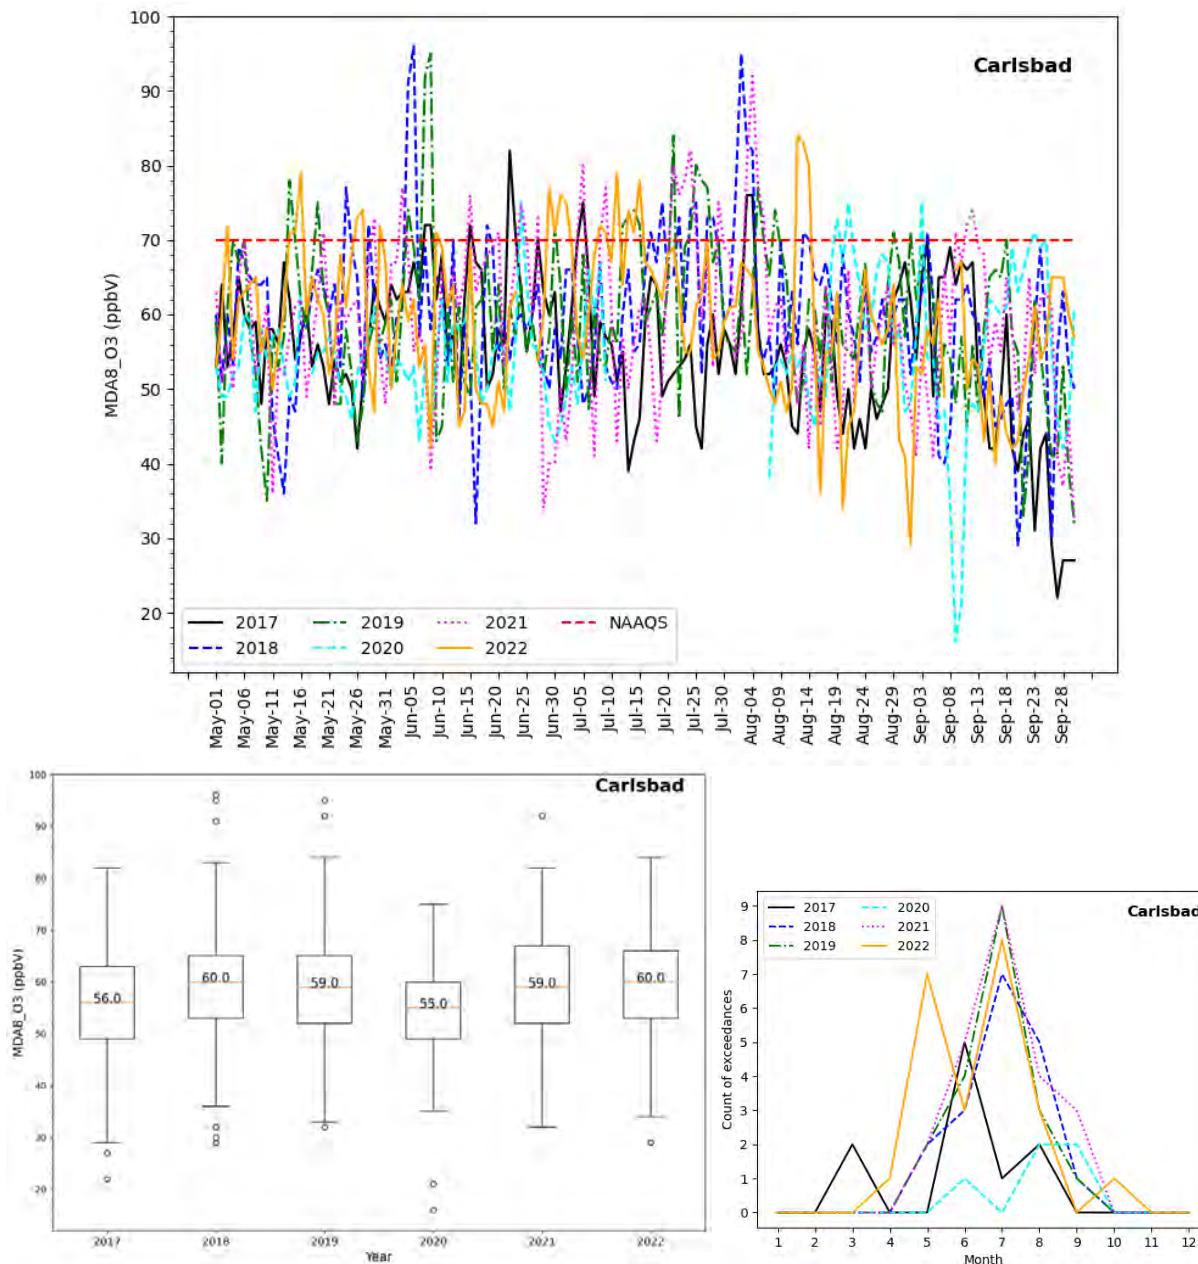 100
Carlsbad
90
80
70
60
50
40
30
20
MDA8_O3 (ppbV)
2017 2019 2021 NAAQS
2018 2020 2022
May-01 May-06 May-11 May-16 May-21 May-26 May-31 Jun-05 Jun-10 Jun-15 Jun-20 Jun-25 Jun-30 Jul-05 Jul-10 Jul-15 Jul-20 Jul-25 Jul-30 Aug-04 Aug-09 Aug-14 Aug-19 Aug-24 Aug-29 Sep-03 Sep-08 Sep-13 Sep-18 Sep-23 Sep-28
100
Carlsbad
90
80
70
60
50
40
30
20
MDA8_O3 (ppbV)
56.0 60.0 59.0 55.0 59.0 60.0
2017 2018 2019 2020 2021 2022
Year
2017 2020
2018 2021
2019 2022
Carlsbad
9
8
7
6
5
4
3
2
1
0
Count of exceedances
1 2 3 4 5 6 7 8 9 10 11 12
Month